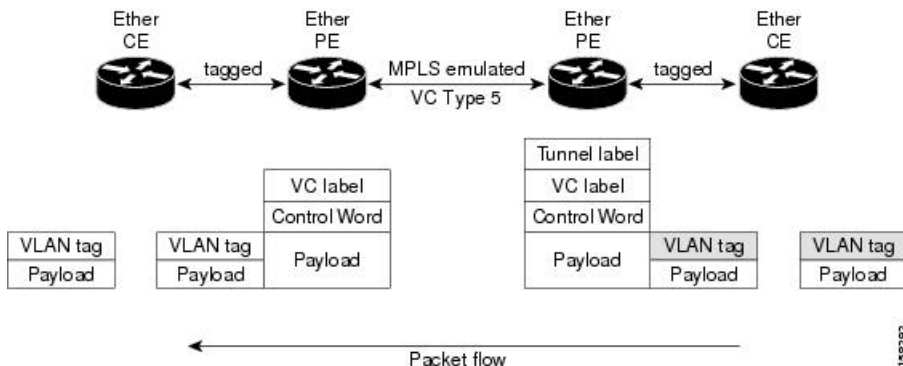 Ether
CE
Ether
PE
Ether
PE
Ether
CE
tagged
MPLS emulated
VC Type 5
tagged
Tunnel label
VC label
VC label
Control Word
Control Word
VLAN tag
VLAN tag
Payload
Payload
VLAN tag
VLAN tag
Payload
Payload
Payload
Payload
Packet flow
158393